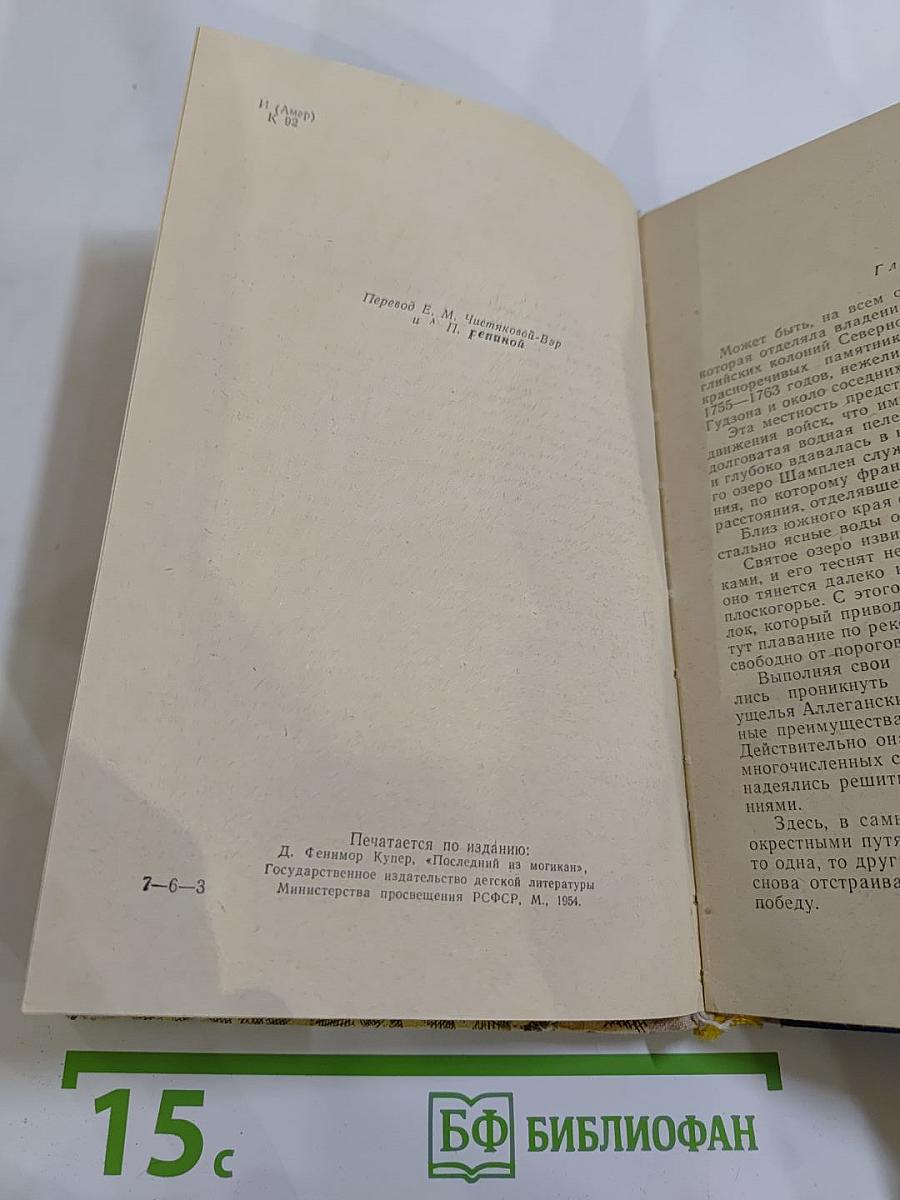 И (Амер)
К 92
Перевод Е. М. Чистяковой-Вэр
и А П. Репиной
Печатается по изданию:
Д. Фенимор Купер, «Последний из могикан»,
Государственное издательство детской литературы
Министерства просвещения РСФСР, М., 1954.
7—6—3
Может быть, на всем
которая отделяла владени
глийских колоний Северно
красноречивых памятник
1755—1763 годов, нежели
Гудзона и около соседних
Эта местность предст
движения войск, что им
долговатая водная пеле
и глубоко вдавалась в
го озеро Шамплен служ
ния, по которому фран
расстояния, отделявше
Близ южного края
стально ясные воды о
Святое озеро изви
ками, и его теснят не
оно тянется далеко
плоскогорье. С этого
лок, который привод
тут плавание по реке
свободно от порогов
Выполняя свои
лись проникнуть
ущелья Аллегански
ные преимущества
Действительно она
многочисленных с
надеялись решит
ниями.
Здесь, в самы
окрестными путя
то одна, то друг
снова отстраива
победу.
15 с
БФ БИБЛИОФАН